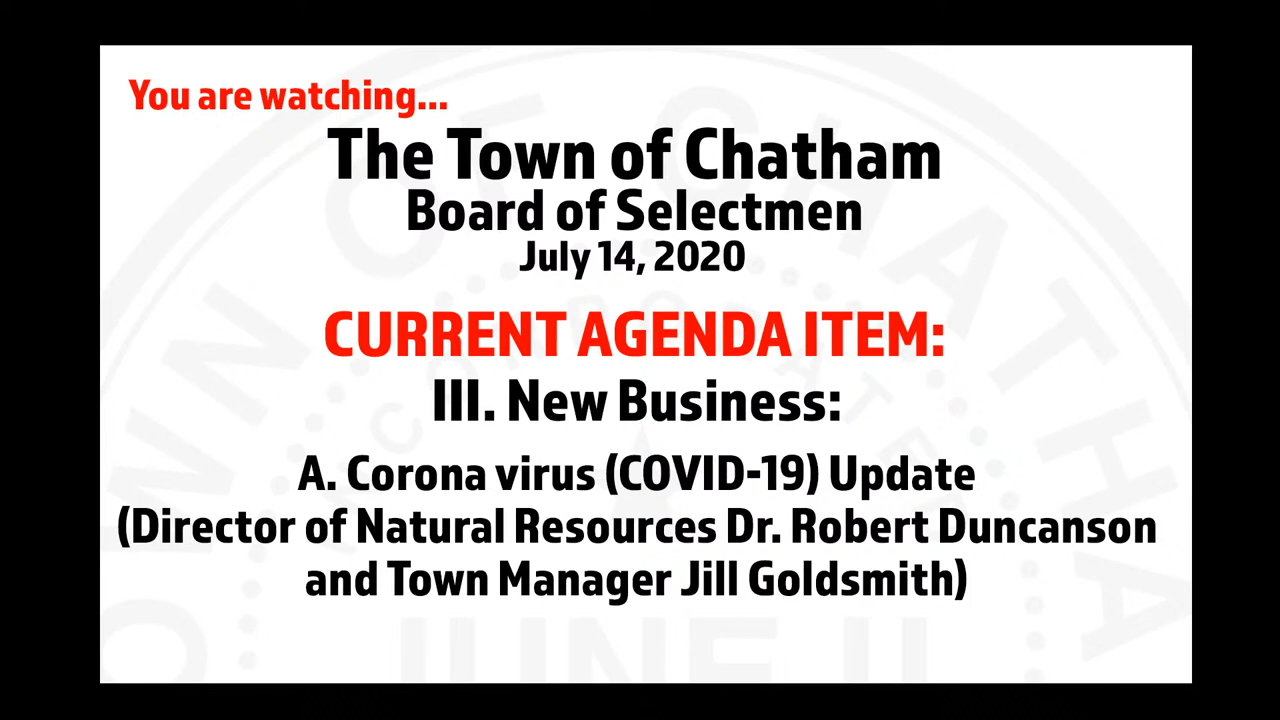 You are watching...
The Town of Chatham
Board of Selectmen
July 14, 2020
CURRENT AGENDA ITEM:
III. New Business:
A. Corona virus (COVID-19) Update
(Director of Natural Resources Dr. Robert Duncanson
and Town Manager Jill Goldsmith)